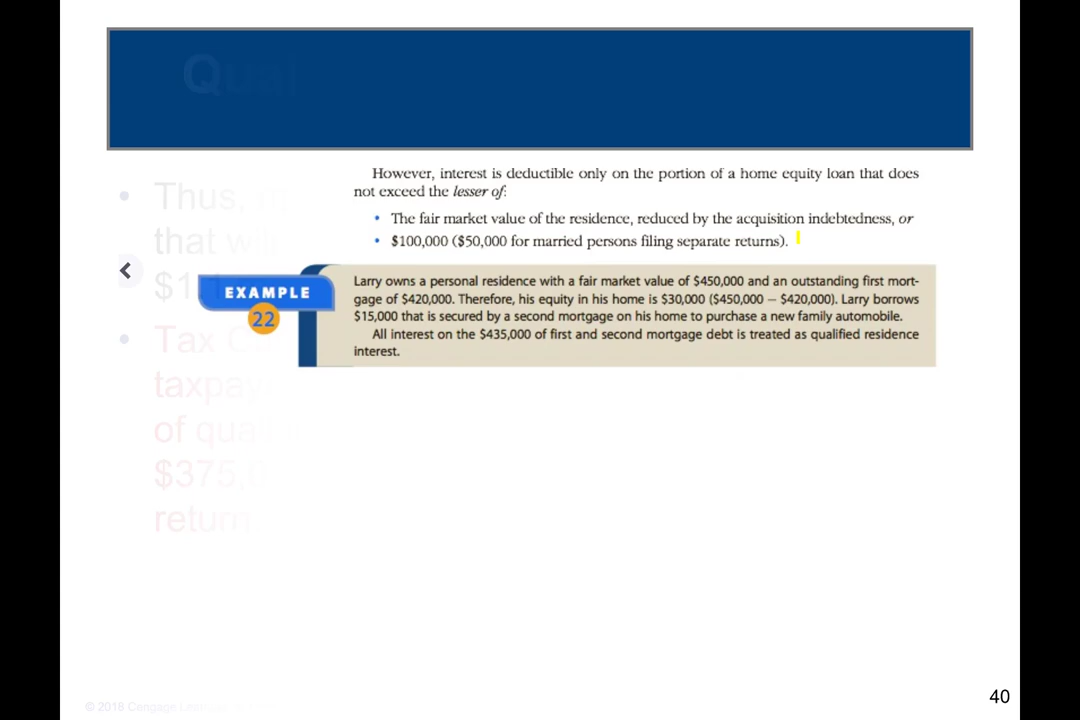 However, interest is deductible only on the portion of a home equity loan that does
not exceed the lesser of:
• The fair market value of the residence, reduced by the acquisition indebtedness, or
• $100,000 ($50,000 for married persons filing separate returns).
EXAMPLE
22
Larry owns a personal residence with a fair market value of $450,000 and an outstanding first mort-
gage of $420,000. Therefore, his equity in his home is $30,000 ($450,000 – $420,000). Larry borrows
$15,000 that is secured by a second mortgage on his home to purchase a new family automobile.
All interest on the $435,000 of first and second mortgage debt is treated as qualified residence
interest.
• Thus,
that
• Tax
of
40
© 2018 Cengage